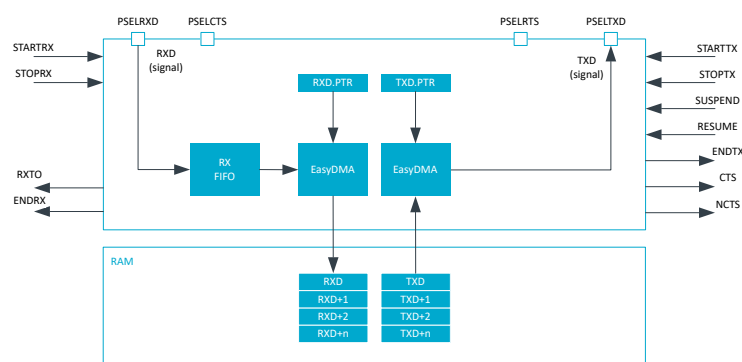 PSELRXD
PSELCTS
PSELRTS
PSELTXD
STARTRX
STOPRX
RXD
(signal)
TXD
(signal)
STARTTX
STOPTX
SUSPEND
RESUME
RXD.PTR
TXD.PTR
RX
FIFO
EasyDMA
EasyDMA
ENDTX
CTS
NCTS
RXTO
ENDRX
RAM
RXD
RXD+1
RXD+2
RXD+n
TXD
TXD+1
TXD+2
TXD+n